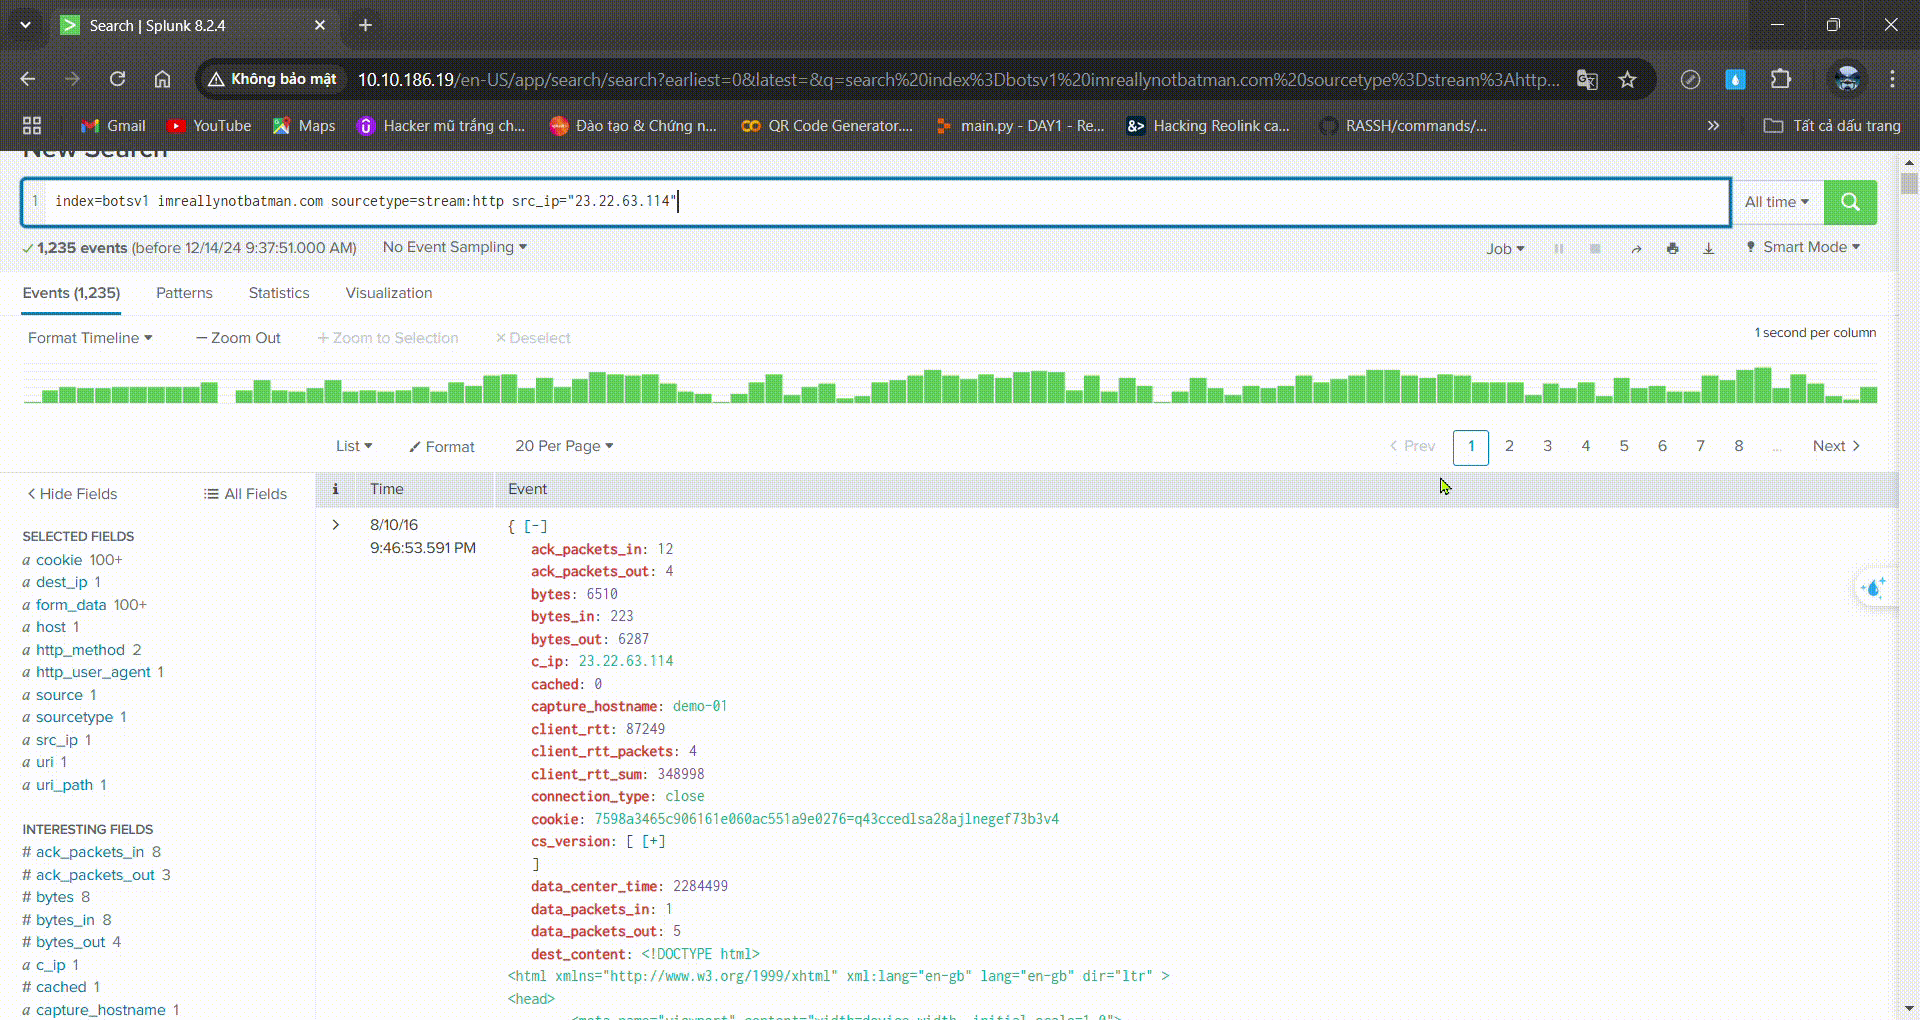 Search | Splunk 8.2.4
Không bảo mật
10.10.186.19/en-US/app/search/search?earliest=0&latest=&q=search%20index%3Dbotsv1%20imreallynotbatman.com%20sourcetype%3Dstream%3Ahttp...
Gmail
YouTube
Maps
Hacker mũ trắng ch...
Đào tạo & Chứng n...
QR Code Generator....
main.py - DAY1 - Re...
Hacking Reolink ca...
RASSH/commands/...
Tất cả dấu trang
New Search
1 index=botsv1 imreallynotbatman.com sourcetype=stream:http src_ip="23.22.63.114"
All time
1,235 events (before 12/14/24 9:37:51.000 AM)
No Event Sampling
Job
Smart Mode
Events (1,235)
Patterns
Statistics
Visualization
Format Timeline
— Zoom Out
+ Zoom to Selection
× Deselect
1 second per column
List
Format
20 Per Page
< Prev
1 2 3 4 5 6 7 8 ...
Next >
< Hide Fields
All Fields
i Time Event
SELECTED FIELDS
a cookie 100+
a dest_ip 1
a form_data 100+
a host 1
a http_method 2
a http_user_agent 1
a source 1
a sourcetype 1
a src_ip 1
a uri 1
a uri_path 1
INTERESTING FIELDS
# ack_packets_in 8
# ack_packets_out 3
# bytes 8
# bytes_in 8
# bytes_out 4
a c_ip 1
# cached 1
a capture_hostname 1
> 8/10/16
9:46:53.591 PM
{ [-]
ack_packets_in: 12
ack_packets_out: 4
bytes: 6510
bytes_in: 223
bytes_out: 6287
c_ip: 23.22.63.114
cached: 0
capture_hostname: demo-01
client_rtt: 87249
client_rtt_packets: 4
client_rtt_sum: 348998
connection_type: close
cookie: 7598a3465c906161e060ac551a9e0276=q43ccedlsa28ajlnegef73b3v4
cs_version: [ [+]
]
data_center_time: 2284499
data_packets_in: 1
data_packets_out: 5
dest_content: <!DOCTYPE html>
<html xmlns="http://www.w3.org/1999/xhtml" xml:lang="en-gb" lang="en-gb" dir="ltr" >
<head>
<meta name="viewport" content="width=device-width, initial-scale=1.0">